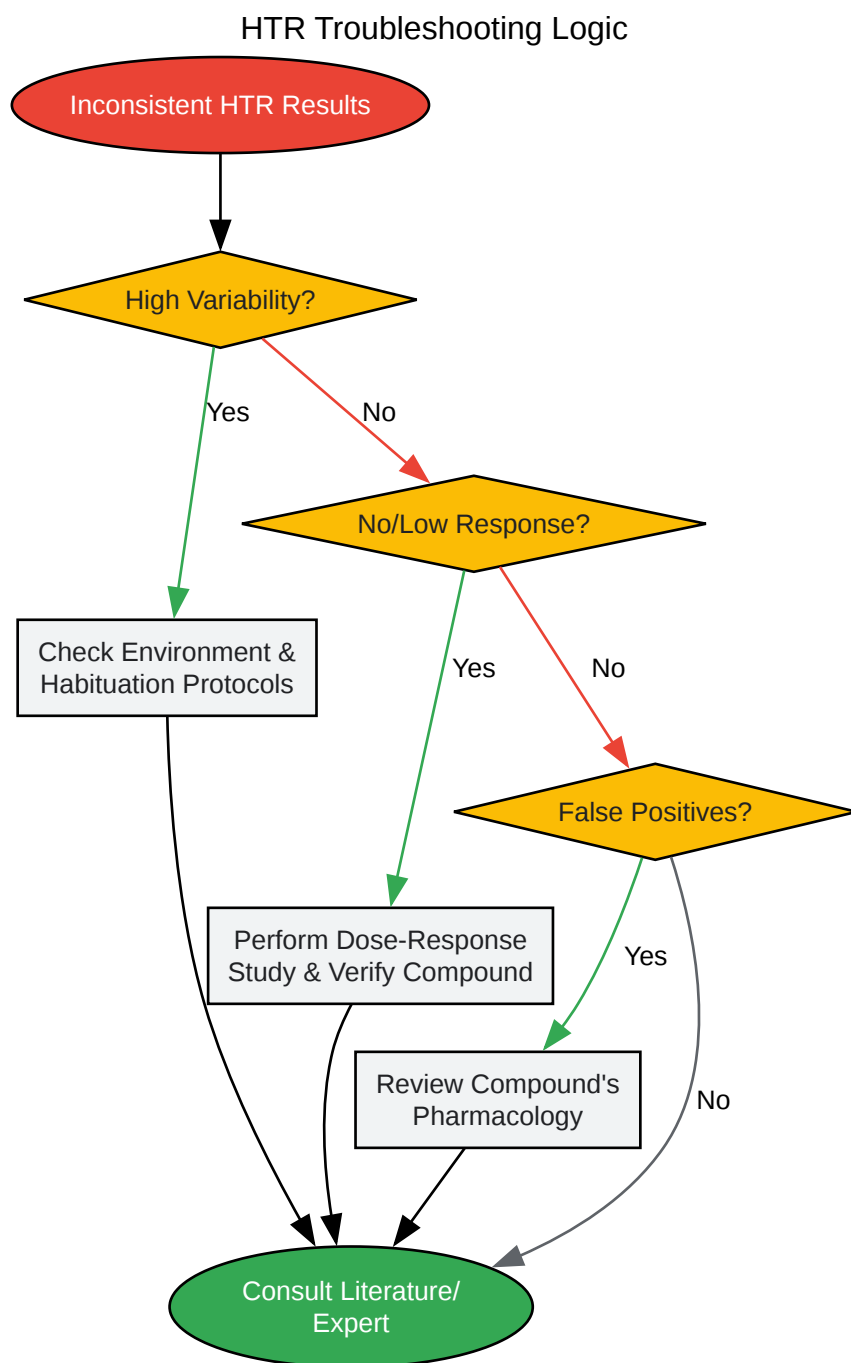 HTR Troubleshooting Logic
Inconsistent HTR Results
High Variability?
Yes
No
No/Low Response?
Check Environment &
Habituation Protocols
Yes
No
False Positives?
Perform Dose-Response
Study & Verify Compound
Yes
Review Compound's
Pharmacology
No
Consult Literature/
Expert